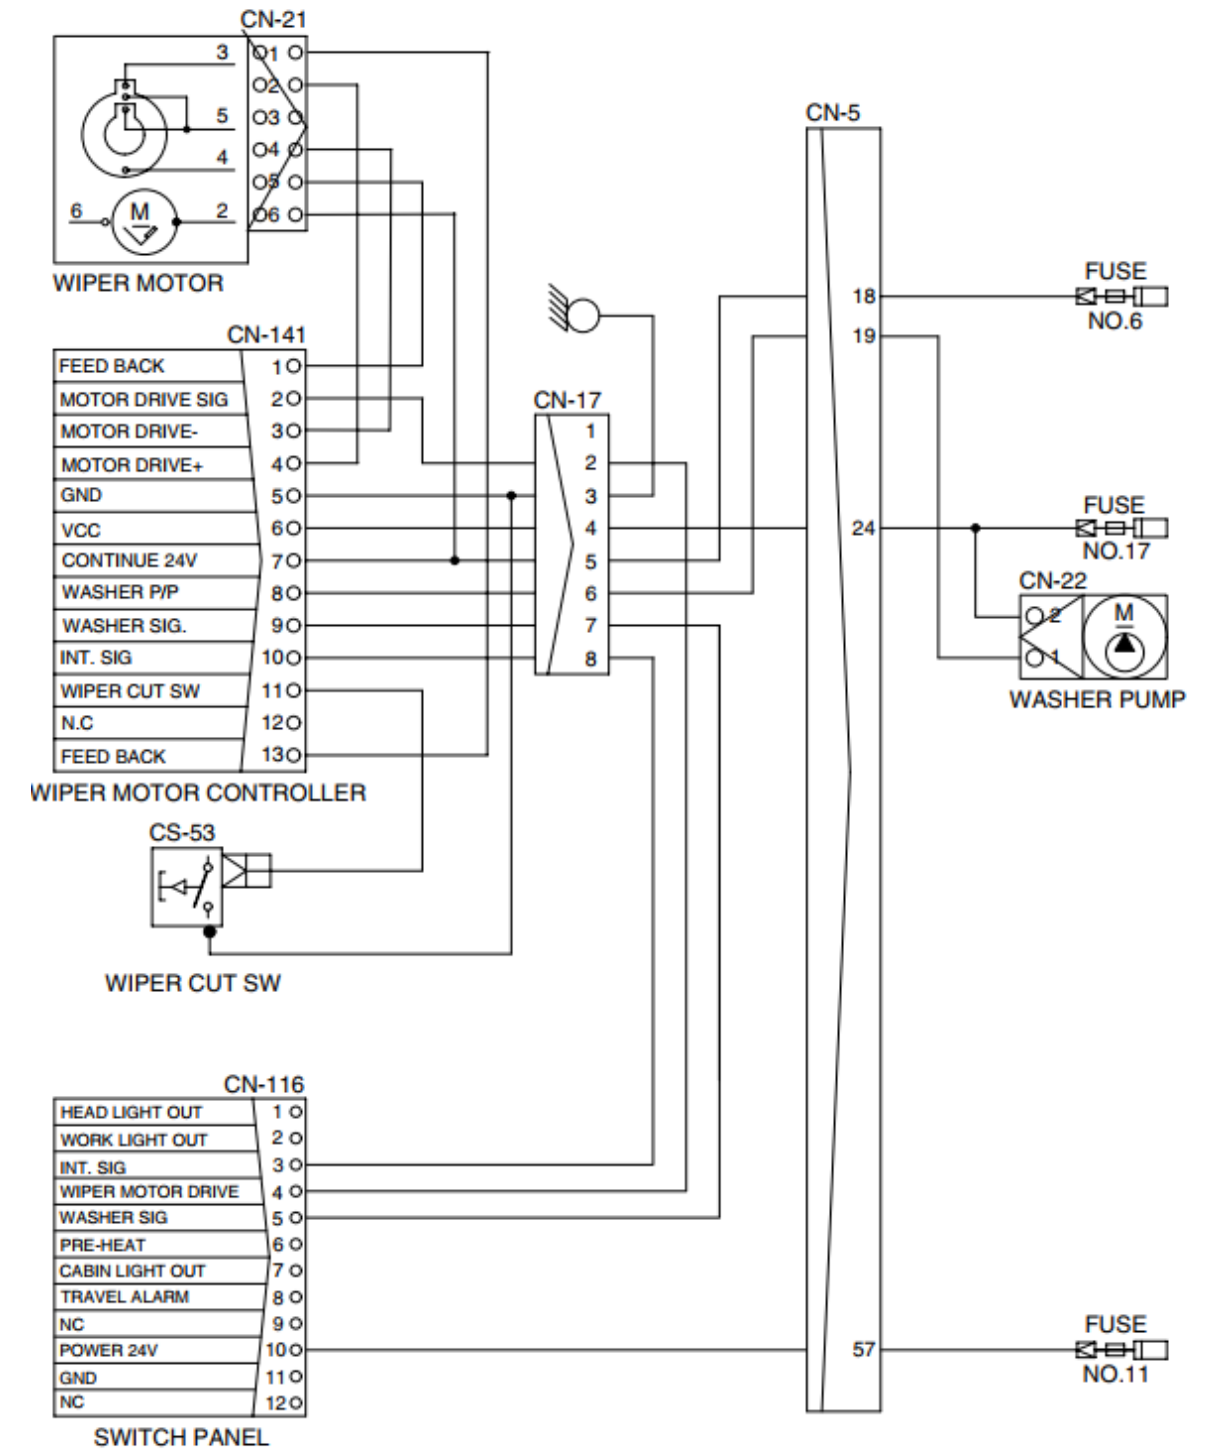 CN-21
3
1
2
5
3
4
4
5
6
M
2
6
WIPER MOTOR
CN-5
FUSE
18
NO.6
19
CN-141
FEED BACK 1
MOTOR DRIVE SIG 2
MOTOR DRIVE- 3
MOTOR DRIVE+ 4
GND 5
VCC 6
CONTINUE 24V 7
WASHER P/P 8
WASHER SIG. 9
INT. SIG 10
WIPER CUT SW 11
N.C 12
FEED BACK 13
WIPER MOTOR CONTROLLER
CN-17
1
2
3
4
5
6
7
8
FUSE
24
NO.17
CN-22
2
M
1
WASHER PUMP
CS-53
WIPER CUT SW
CN-116
HEAD LIGHT OUT 1
WORK LIGHT OUT 2
INT. SIG 3
WIPER MOTOR DRIVE 4
WASHER SIG 5
PRE-HEAT 6
CABIN LIGHT OUT 7
TRAVEL ALARM 8
NC 9
POWER 24V 10
GND 11
NC 12
SWITCH PANEL
FUSE
57
NO.11